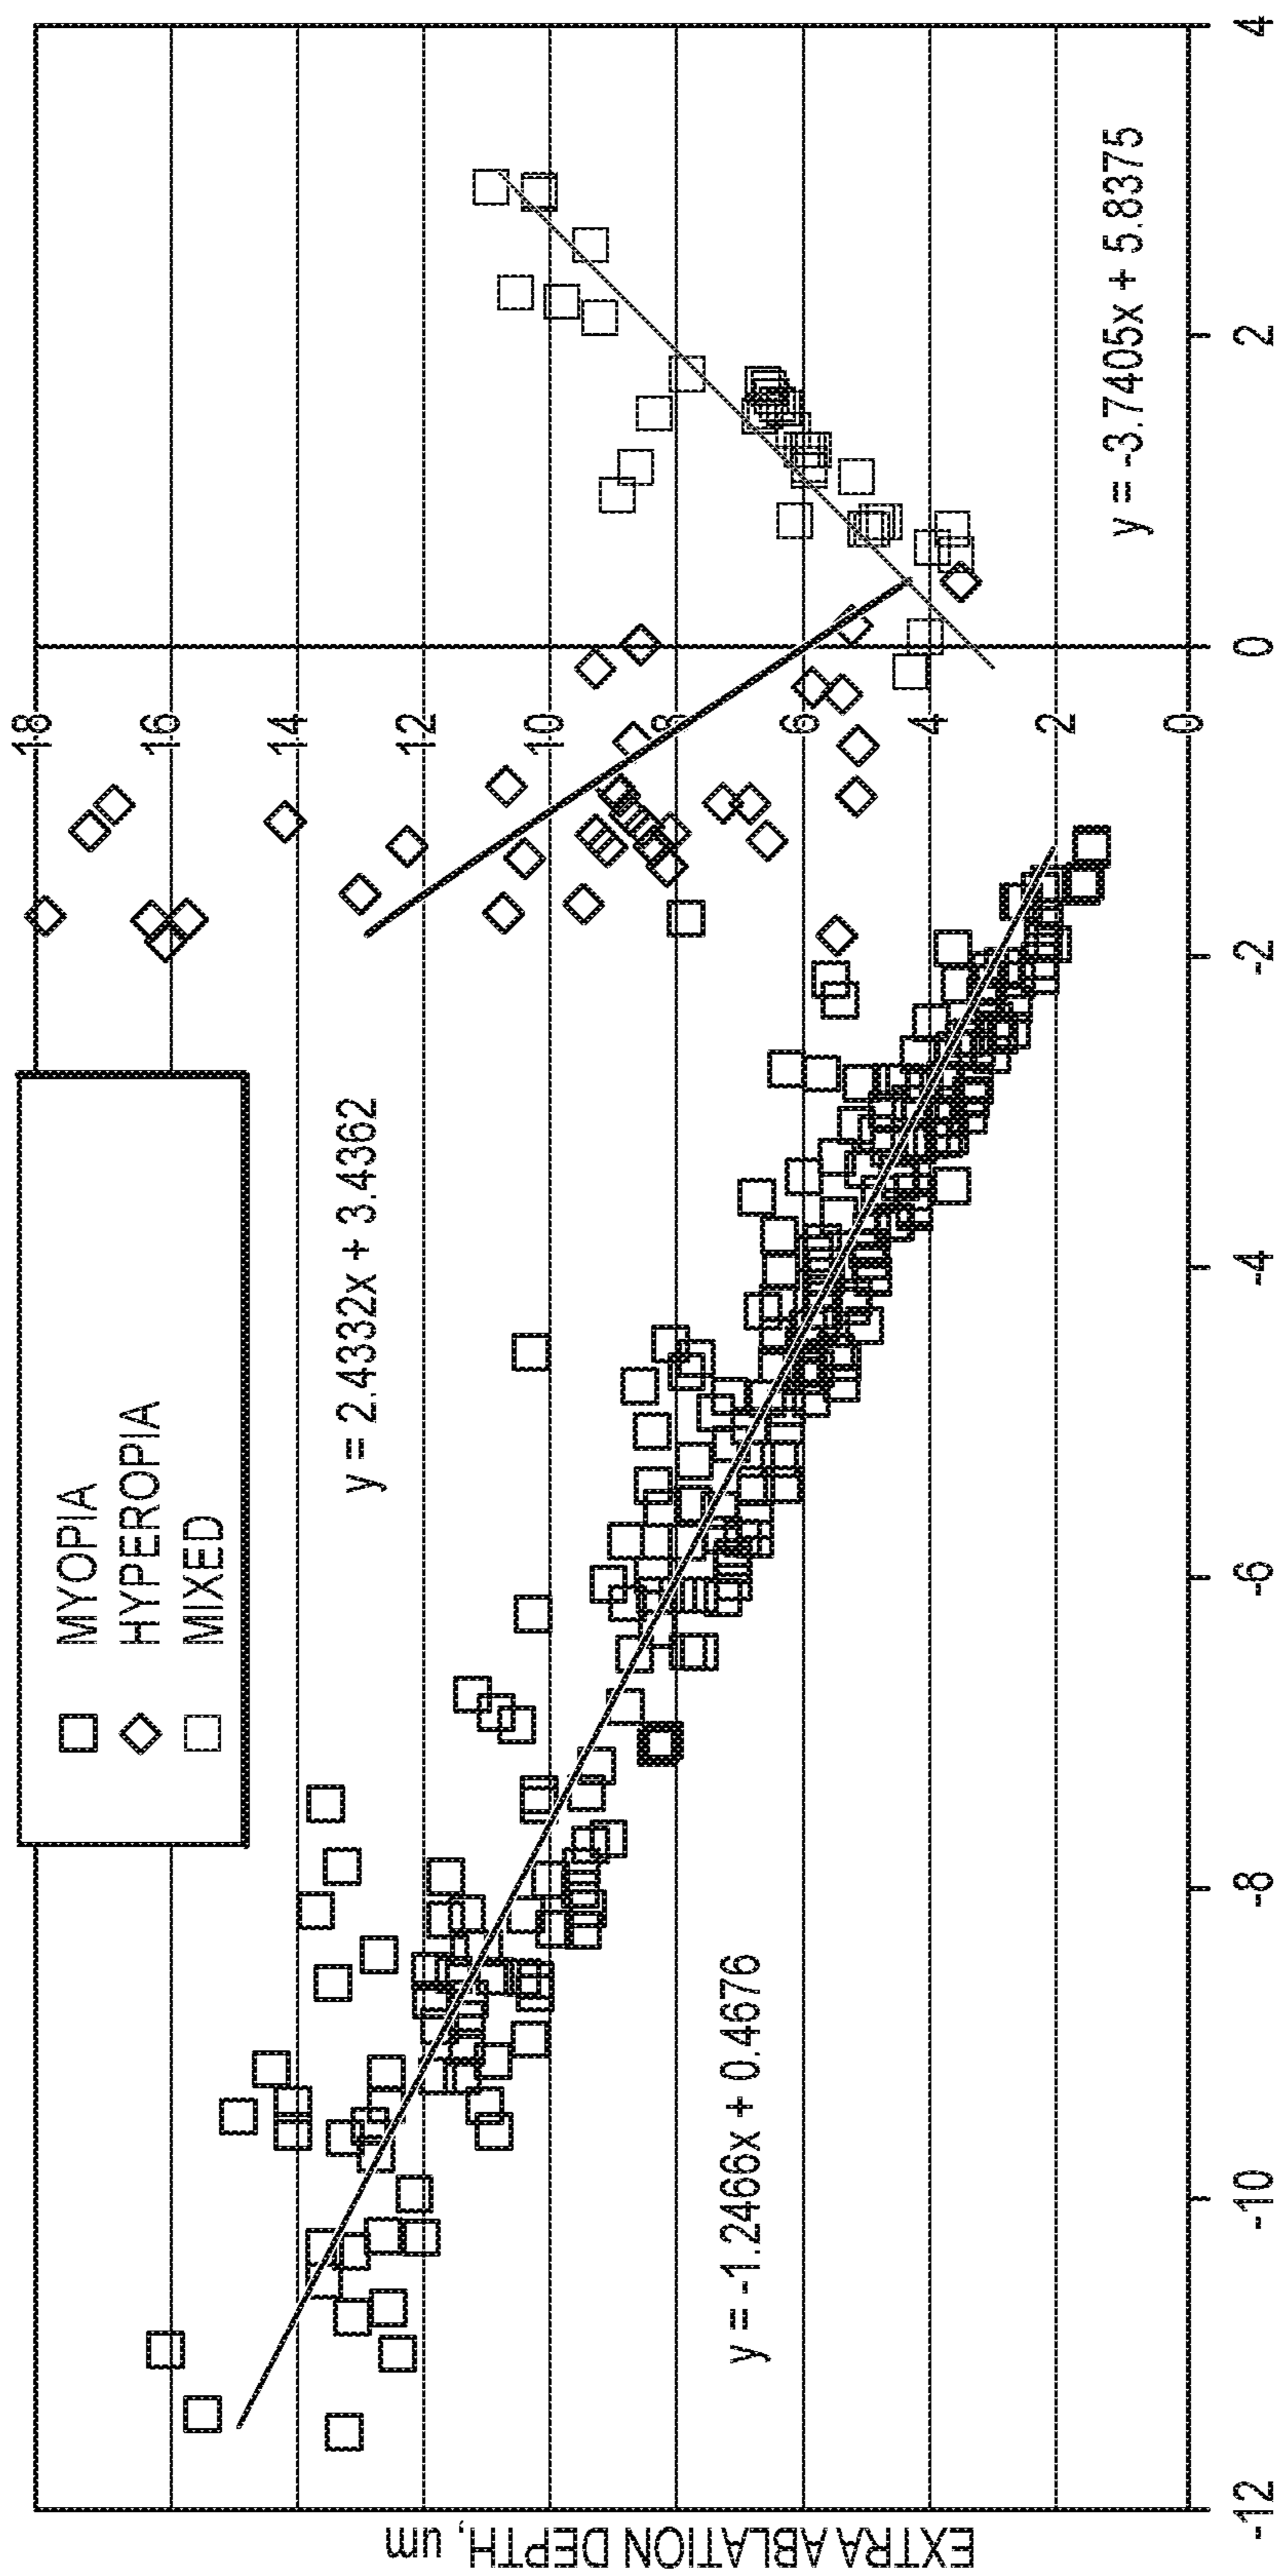 MYOPIA
HYPEROPIA
MIXED
y = 2.4332x + 3.4362
y = -1.2466x + 0.4676
y = -3.7405x + 5.8375
EXTRA ABLATION DEPTH, um
18
16
14
12
10
8
6
4
2
0
-12
-10
-8
-6
-4
-2
0
2
4